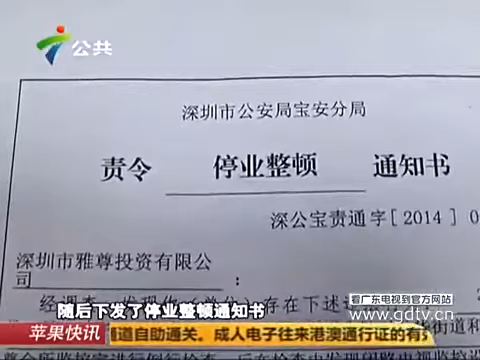 公共
深圳市公安局宝安分局
责令 停业整顿 通知书
深公宝责通字[2014]0
深圳市雅尊投资有限公
司 :
随后下发了停业整顿通知书
看广东电视到官方网站
www.gdtv.cn
苹果快讯
通道自助通关。成人电子往来港澳通行证的有